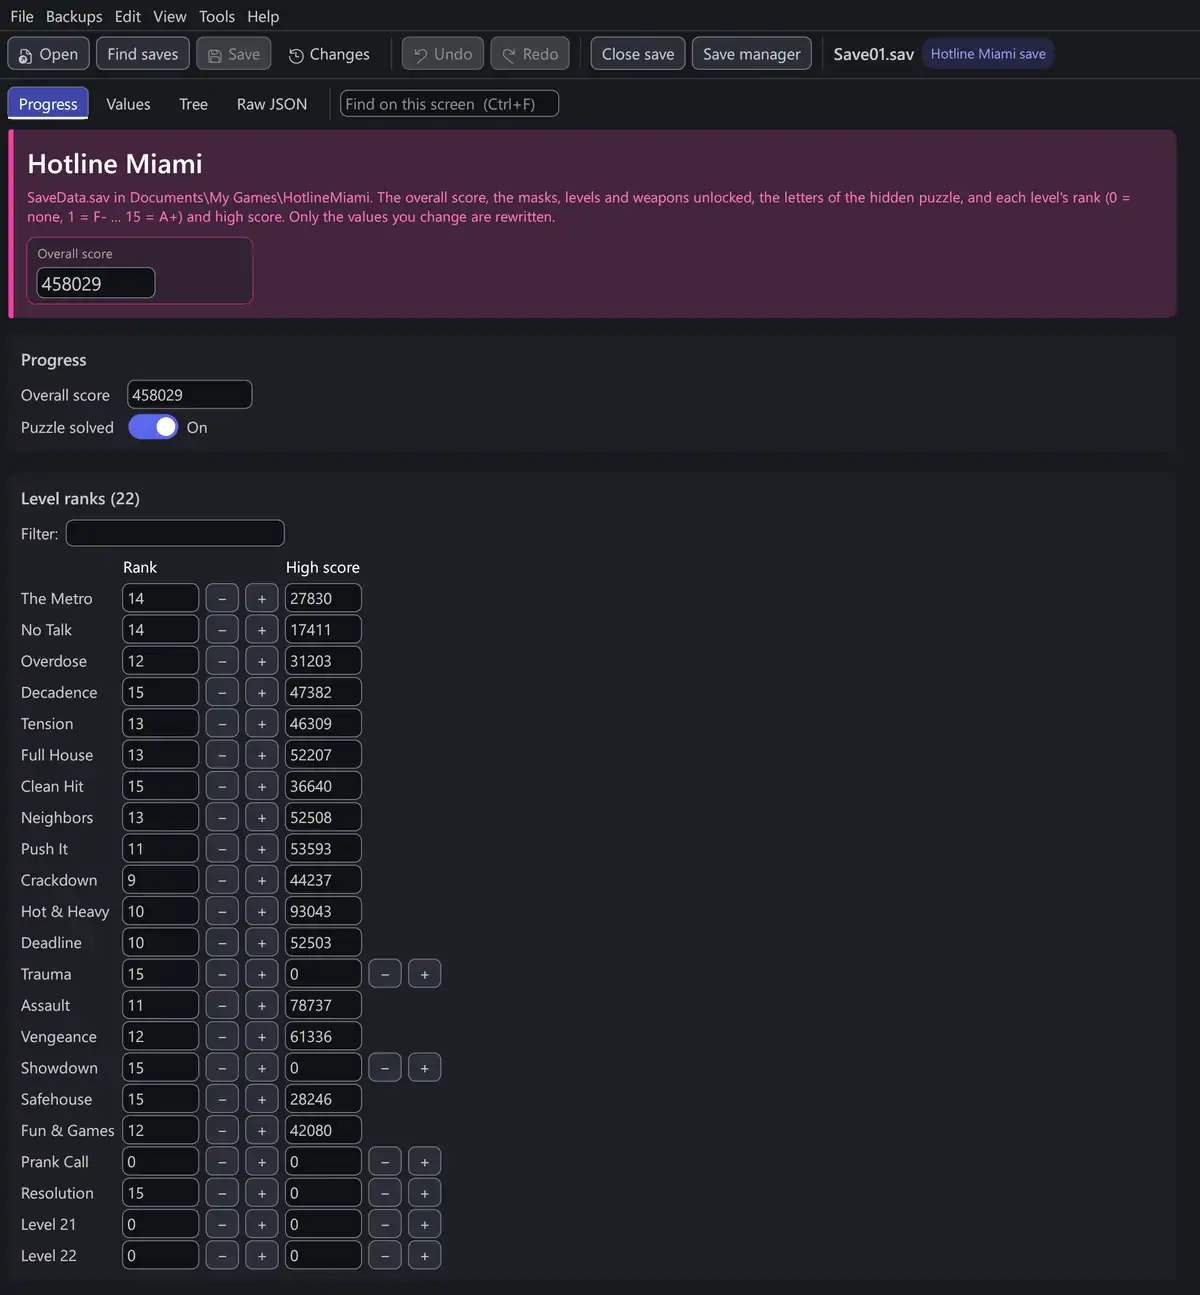 File Backups Edit View Tools Help
Open Find saves Save Changes Undo Redo Close save Save manager Save01.sav Hotline Miami save
Progress Values Tree Raw JSON Find on this screen (Ctrl+F)
Hotline Miami
SaveData.sav in Documents\My Games\HotlineMiami. The overall score, the masks, levels and weapons unlocked, the letters of the hidden puzzle, and each level's rank (0 =
none, 1 = F- ... 15 = A+) and high score. Only the values you change are rewritten.
Overall score
458029
Progress
Overall score 458029
Puzzle solved On
Level ranks (22)
Filter:
Rank High score
The Metro 14 − + 27830
No Talk 14 − + 17411
Overdose 12 − + 31203
Decadence 15 − + 47382
Tension 13 − + 46309
Full House 13 − + 52207
Clean Hit 15 − + 36640
Neighbors 13 − + 52508
Push It 11 − + 53593
Crackdown 9 − + 44237
Hot & Heavy 10 − + 93043
Deadline 10 − + 52503
Trauma 15 − + 0 − +
Assault 11 − + 78737
Vengeance 12 − + 61336
Showdown 15 − + 0 − +
Safehouse 15 − + 28246
Fun & Games 12 − + 42080
Prank Call 0 − + 0 − +
Resolution 15 − + 0 − +
Level 21 0 − + 0 − +
Level 22 0 − + 0 − +